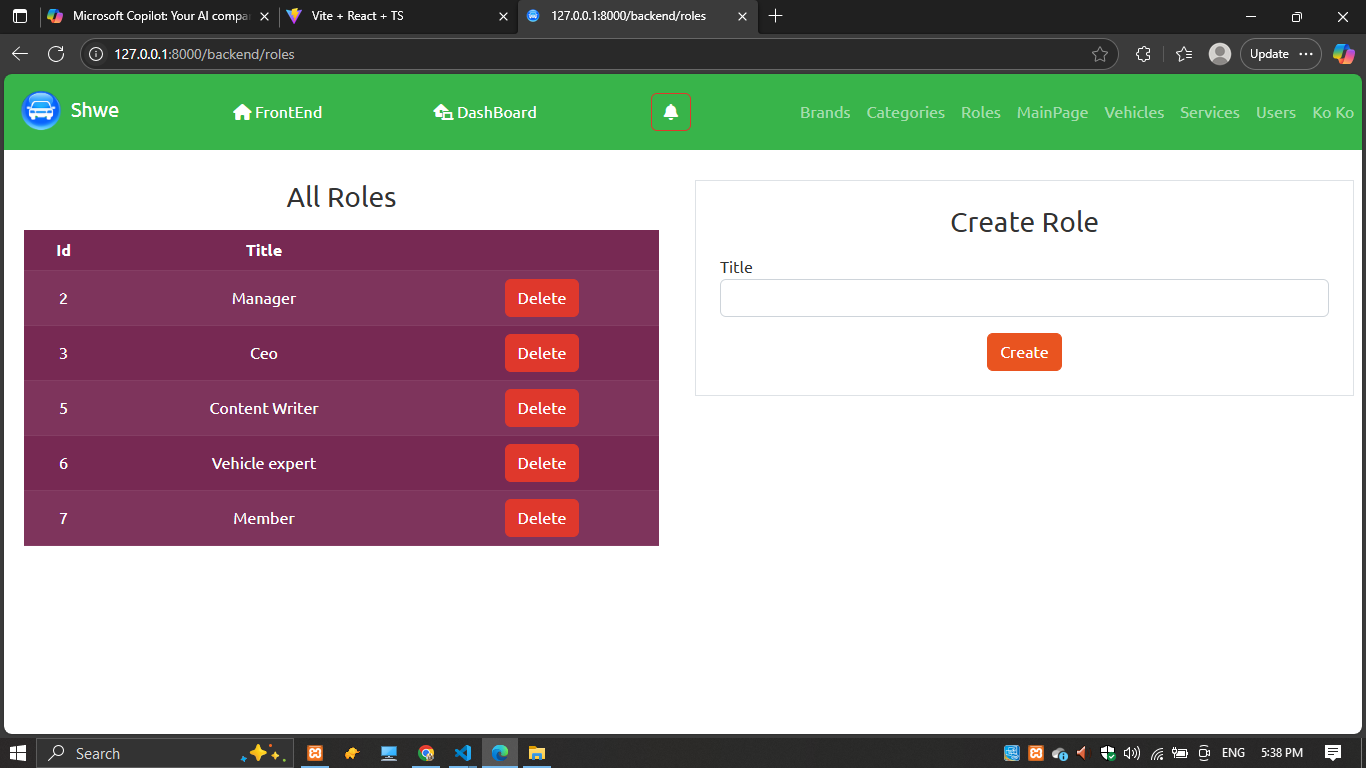 Microsoft Copilot: Your AI compa
Vite + React + TS
127.0.0.1:8000/backend/roles
127.0.0.1:8000/backend/roles
Update
Shwe
FrontEnd
DashBoard
Brands Categories Roles MainPage Vehicles Services Users Ko Ko
All Roles
Id Title
2 Manager Delete
3 Ceo Delete
5 Content Writer Delete
6 Vehicle expert Delete
7 Member Delete
Create Role
Title
Create
Search
ENG
5:38 PM